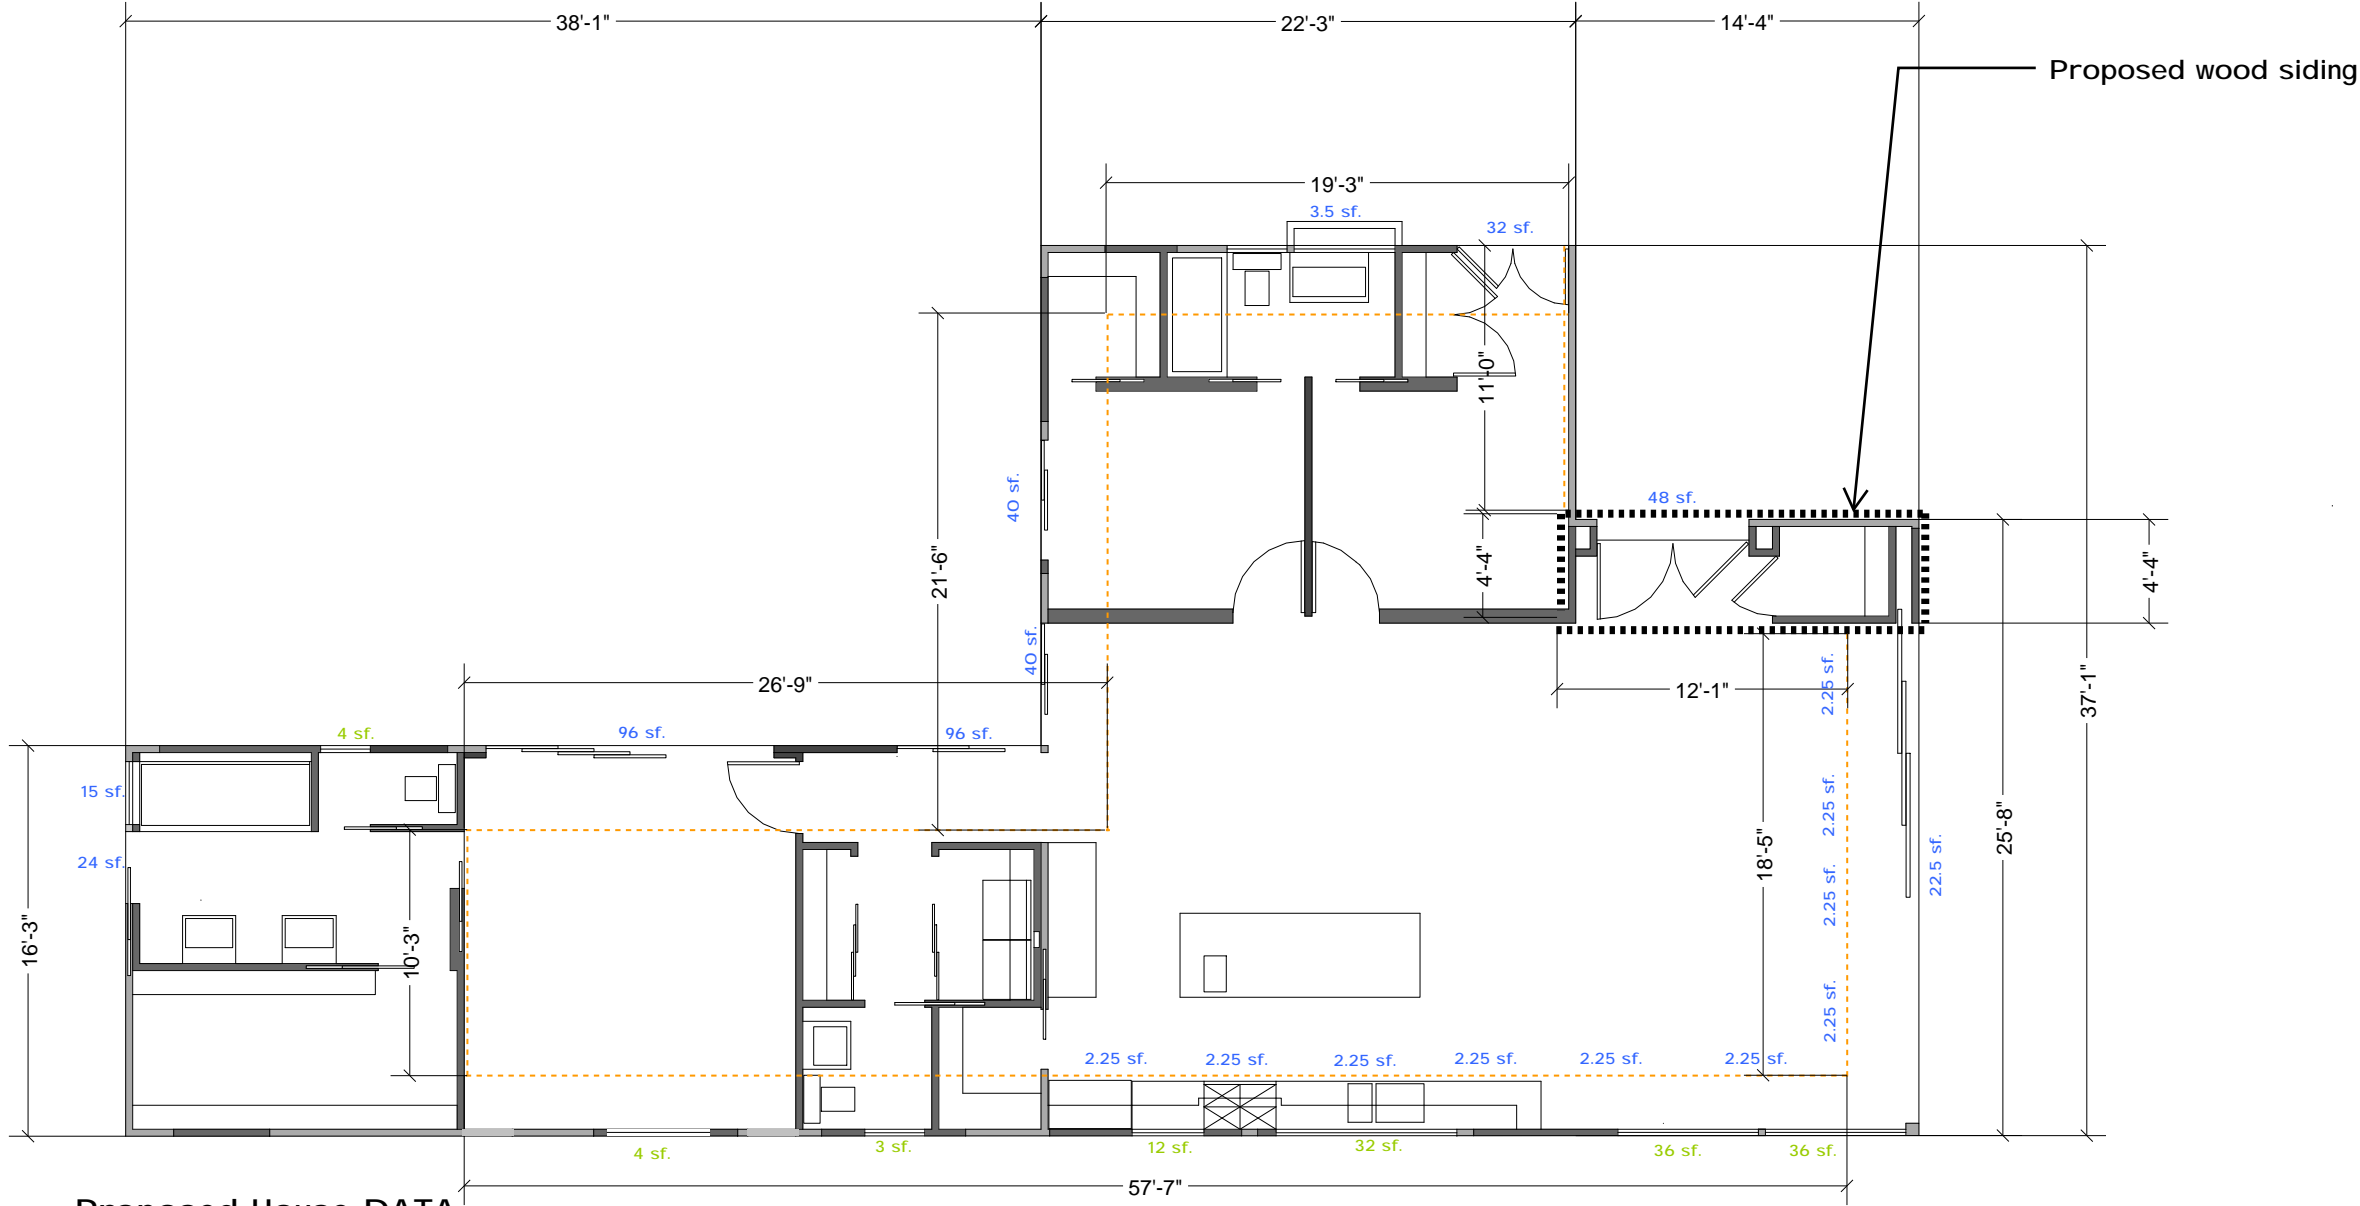 38'-1"
22'-3"
14'-4"
Proposed wood siding
19'-3"
3.5 sf.
32 sf.
11'-0"
40 sf.
48 sf.
21'-6"
4'-4"
4'-4"
40 sf.
26'-9"
12'-1"
2.25 sf.
37'-1"
4 sf.
96 sf.
96 sf.
15 sf.
2.25 sf.
25'-8"
24 sf.
18'-5"
22.5 sf.
2.25 sf.
16'-3"
10'-3"
2.25 sf.
2.25 sf.
2.25 sf.
2.25 sf.
2.25 sf.
2.25 sf.
2.25 sf.
4 sf.
3 sf.
12 sf.
32 sf.
36 sf.
36 sf.
57'-7"
Proposed House DATA